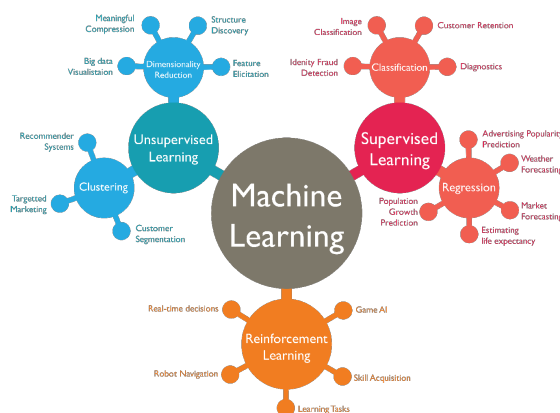 Meaningful
Compression
Structure
Discovery
Big data
Visualistaion
Dimensionality
Reduction
Feature
Elicitation
Unsupervised
Learning
Recommender
Systems
Clustering
Targetted
Marketing
Customer
Segmentation
Machine
Learning
Image
Classification
Customer Retention
Idenity Fraud
Detection
Classification
Diagnostics
Supervised
Learning
Advertising Popularity
Prediction
Weather
Forecasting
Regression
Population
Growth
Prediction
Market
Forecasting
Estimating
life expectancy
Real-time decisions
Game AI
Reinforcement
Learning
Robot Navigation
Skill Acquisition
Learning Tasks